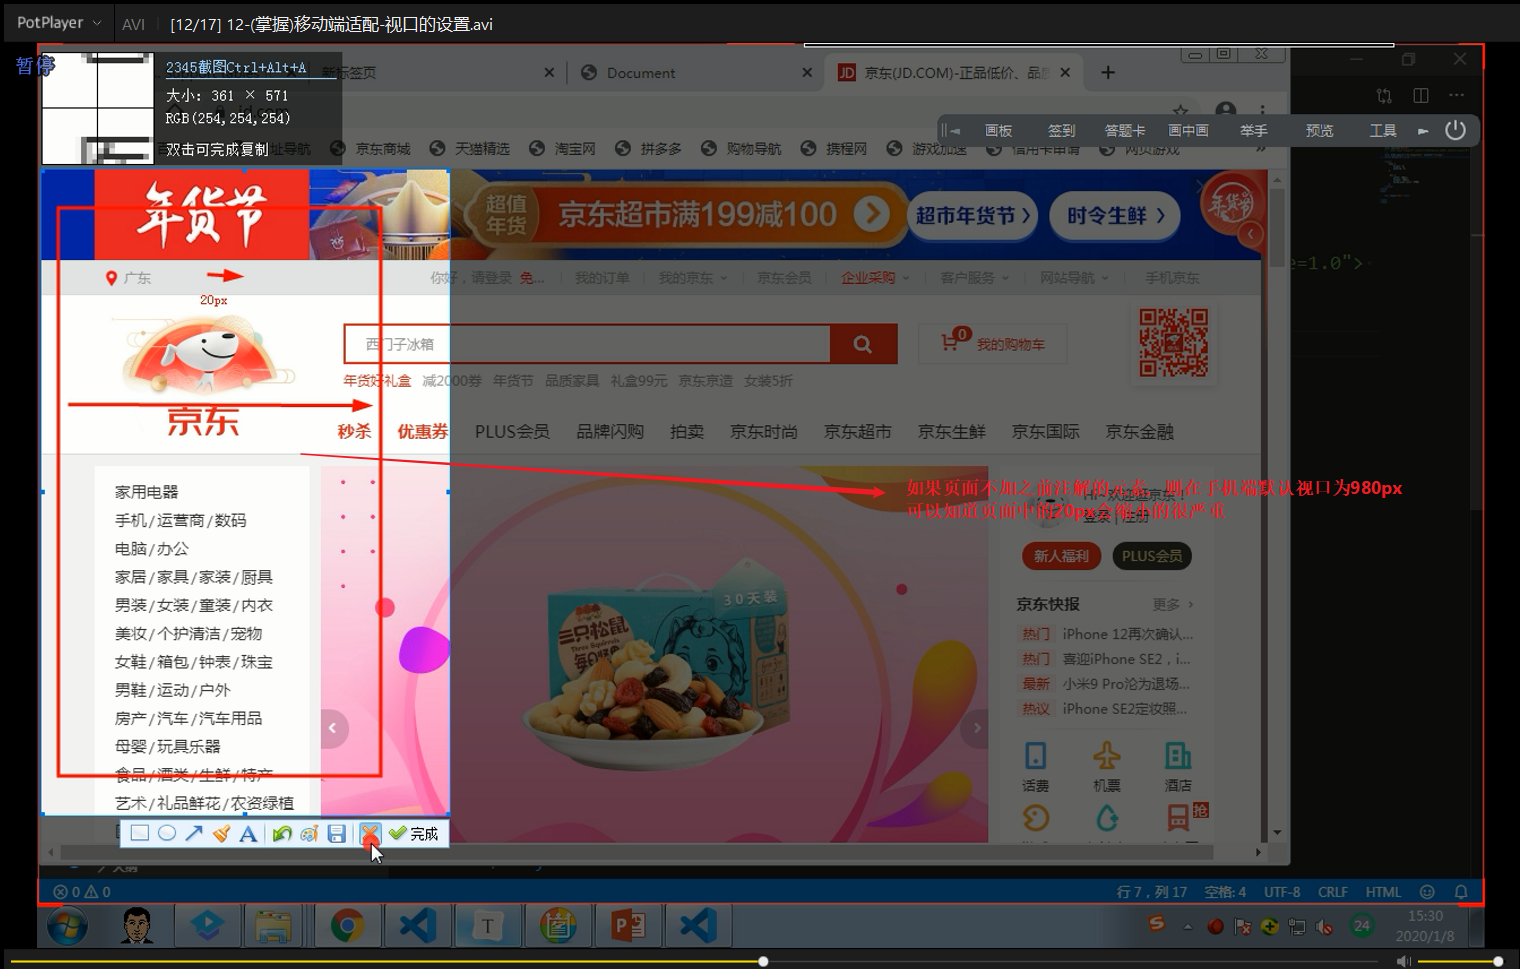 PotPlayer
AVI
[12/17] 12-(掌握)移动端适配-视口的设置.avi
暂停
2345截图Ctrl+Alt+A
大小: 361 × 571
RGB(254,254,254)
双击可完成复制
新标签页
Document
京东(JD.COM)-正品低价、品质
画板
签到
答题卡
画中画
举手
预览
工具
址导航
京东商城
天猫精选
淘宝网
拼多多
购物导航
携程网
游戏加速
信用卡申请
网页游戏
年货节
超值年货
京东超市满199减100
超市年货节
时令生鲜
年货节
e=1.0">
广东
你好，请登录 免...
我的订单
我的京东
京东会员
企业采购
客户服务
网站导航
手机京东
20px
西门子冰箱
0
我的购物车
年货好礼盒
减2000券
年货节
品质家具
礼盒99元
京东京造
女装5折
京东
秒杀
优惠券
PLUS会员
品牌闪购
拍卖
京东时尚
京东超市
京东生鲜
京东国际
京东金融
如果页面不加之前注解的元素，则在手机端默认视口为980px
可以知道页面中的20px会缩小的很严重
登录 | 注册
新人福利
PLUS会员
家用电器
手机/运营商/数码
电脑/办公
家居/家具/家装/厨具
男装/女装/童装/内衣
美妆/个护清洁/宠物
女鞋/箱包/钟表/珠宝
男鞋/运动/户外
房产/汽车/汽车用品
母婴/玩具乐器
食品/酒类/生鲜/特产
艺术/礼品鲜花/农资绿植
30天装
三只松鼠
Three Squirrels
每日坚果
京东快报
更多
热门 iPhone 12再次确认...
热门 喜迎iPhone SE2，i...
最新 小米9 Pro沦为退场...
热议 iPhone SE2定妆照...
话费
机票
酒店
抢
完成
0
0
行 7，列 17
空格: 4
UTF-8
CRLF
HTML
24
15:30
2020/1/8